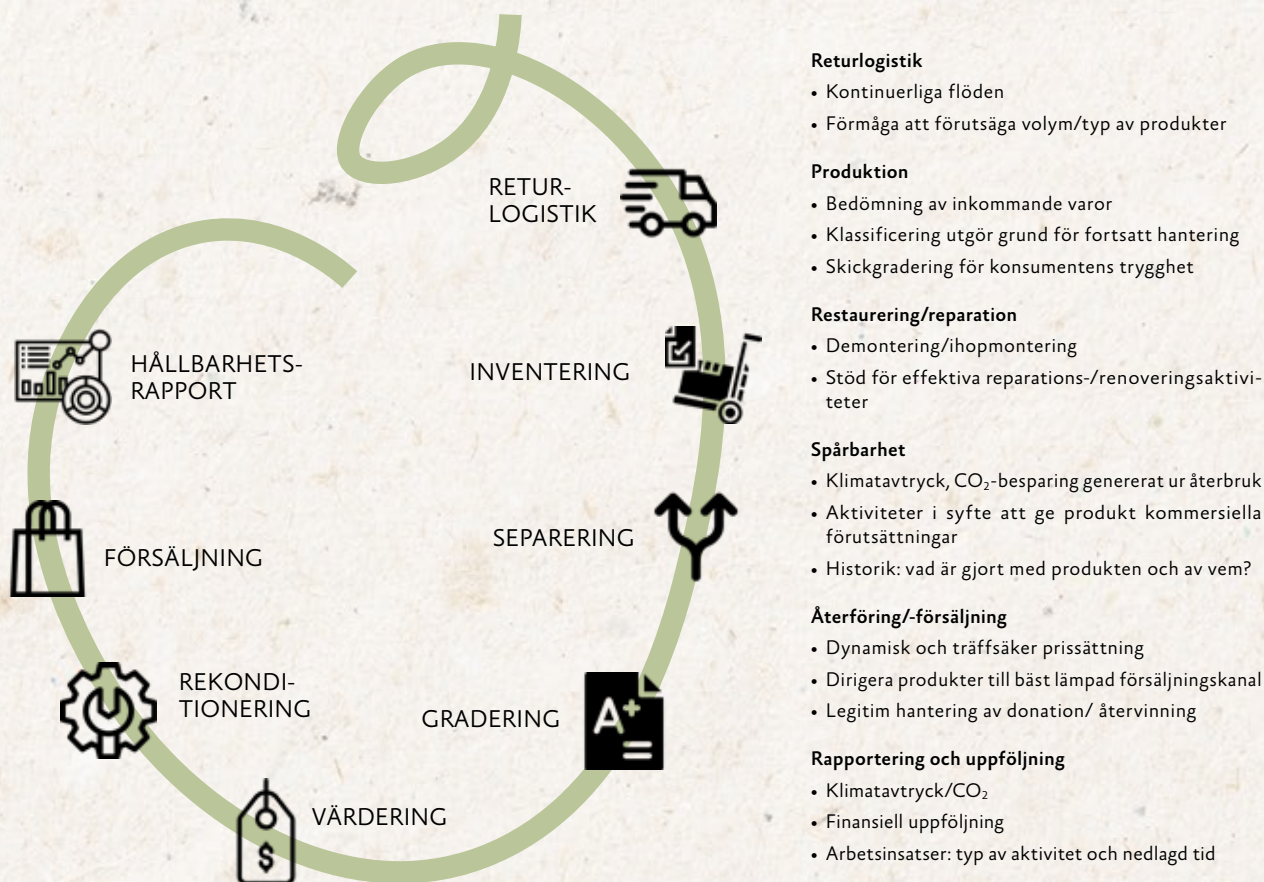 RETUR-
LOGISTIK
INVENTERING
SEPARERING
A+
GRADERING
$
VÄRDERING
REKONDI-
TIONERING
FÖRSÄLJNING
HÅLLBARHETS-
RAPPORT
Returlogistik
• Kontinuerliga flöden
• Förmåga att förutsäga volym/typ av produkter
Produktion
• Bedömning av inkommande varor
• Klassificering utgör grund för fortsatt hantering
• Skickgradering för konsumentens trygghet
Restaurering/reparation
• Demontering/ihopmontering
• Stöd för effektiva reparations-/renoveringsaktivi-
teter
Spårbarhet
• Klimatavtryck, CO₂-besparing genererat ur återbruk
• Aktiviteter i syfte att ge produkt kommersiella
förutsättningar
• Historik: vad är gjort med produkten och av vem?
Återföring/-försäljning
• Dynamisk och träffsäker prissättning
• Dirigera produkter till bäst lämpad försäljningskanal
• Legitim hantering av donation/ återvinning
Rapportering och uppföljning
• Klimatavtryck/CO₂
• Finansiell uppföljning
• Arbetsinsatser: typ av aktivitet och nedlagd tid